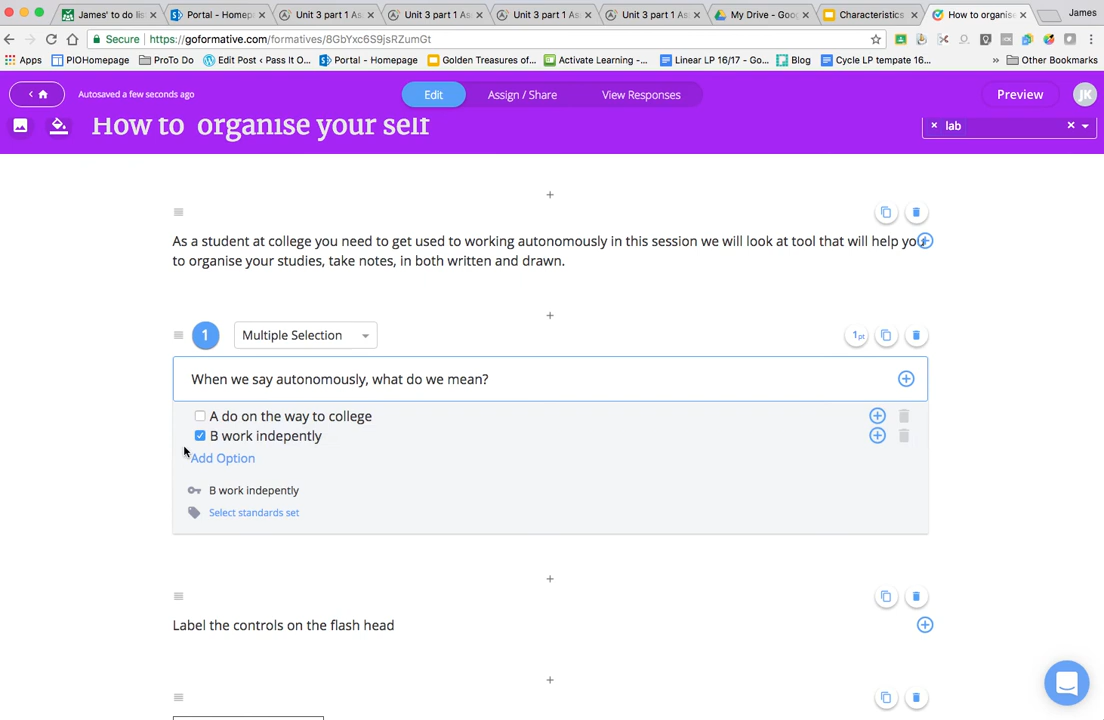 James' to do lis
Portal - Homep
Unit 3 part 1 As
Unit 3 part 1 As
Unit 3 part 1 As
Unit 3 part 1 As
My Drive - Goo
Characteristics
How to organise
James
Secure
https://goformative.com/formatives/8GbYxc6S9jsRZumGt
Apps
PIOHomepage
ProTo Do
Edit Post ‹ Pass It O...
Portal - Homepage
Golden Treasures of...
Activate Learning -...
Linear LP 16/17 - Go...
Blog
Cycle LP tempate 16...
»
Other Bookmarks
Autosaved a few seconds ago
Edit
Assign / Share
View Responses
Preview
JK
How to organise your self
× lab
As a student at college you need to get used to working autonomously in this session we will look at tool that will help you
to organise your studies, take notes, in both written and drawn.
1
Multiple Selection
1pt
When we say autonomously, what do we mean?
A do on the way to college
B work indepently
Add Option
B work indepently
Select standards set
Label the controls on the flash head